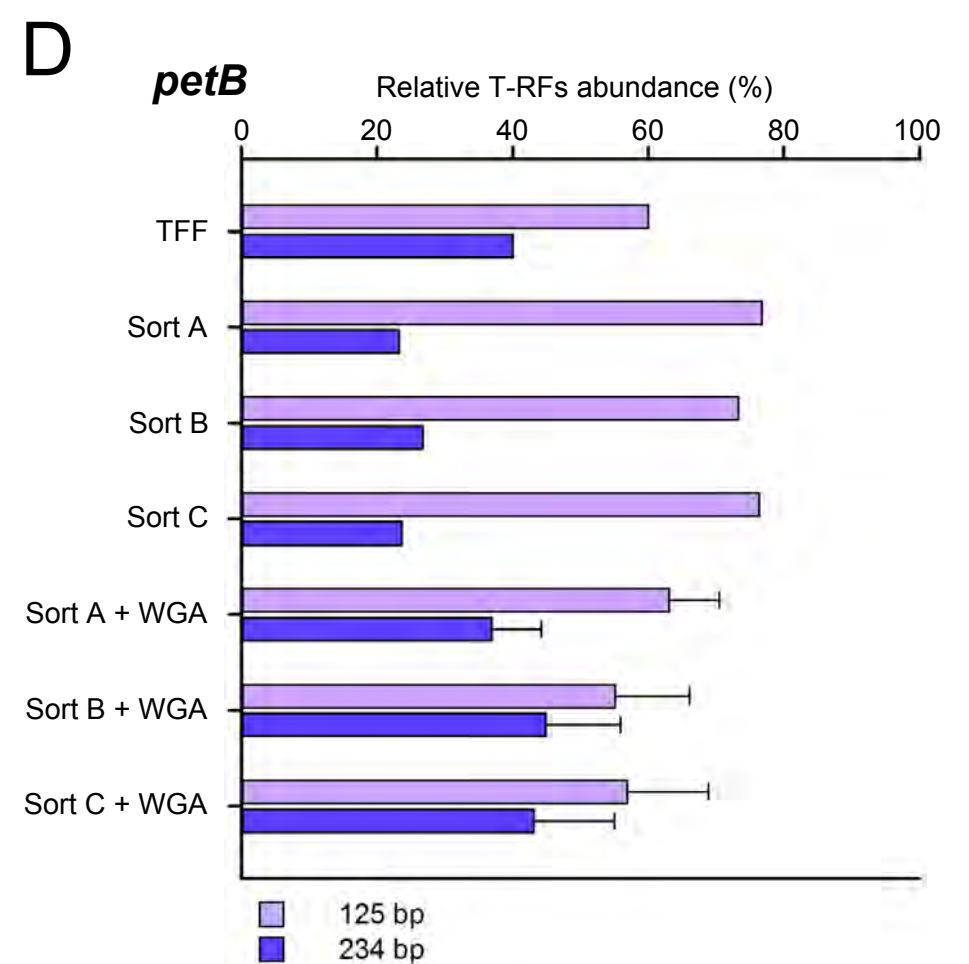 D
petB
Relative T-RFs abundance (%)
0 20 40 60 80 100
TFF
Sort A
Sort B
Sort C
Sort A + WGA
Sort B + WGA
Sort C + WGA
125 bp
234 bp